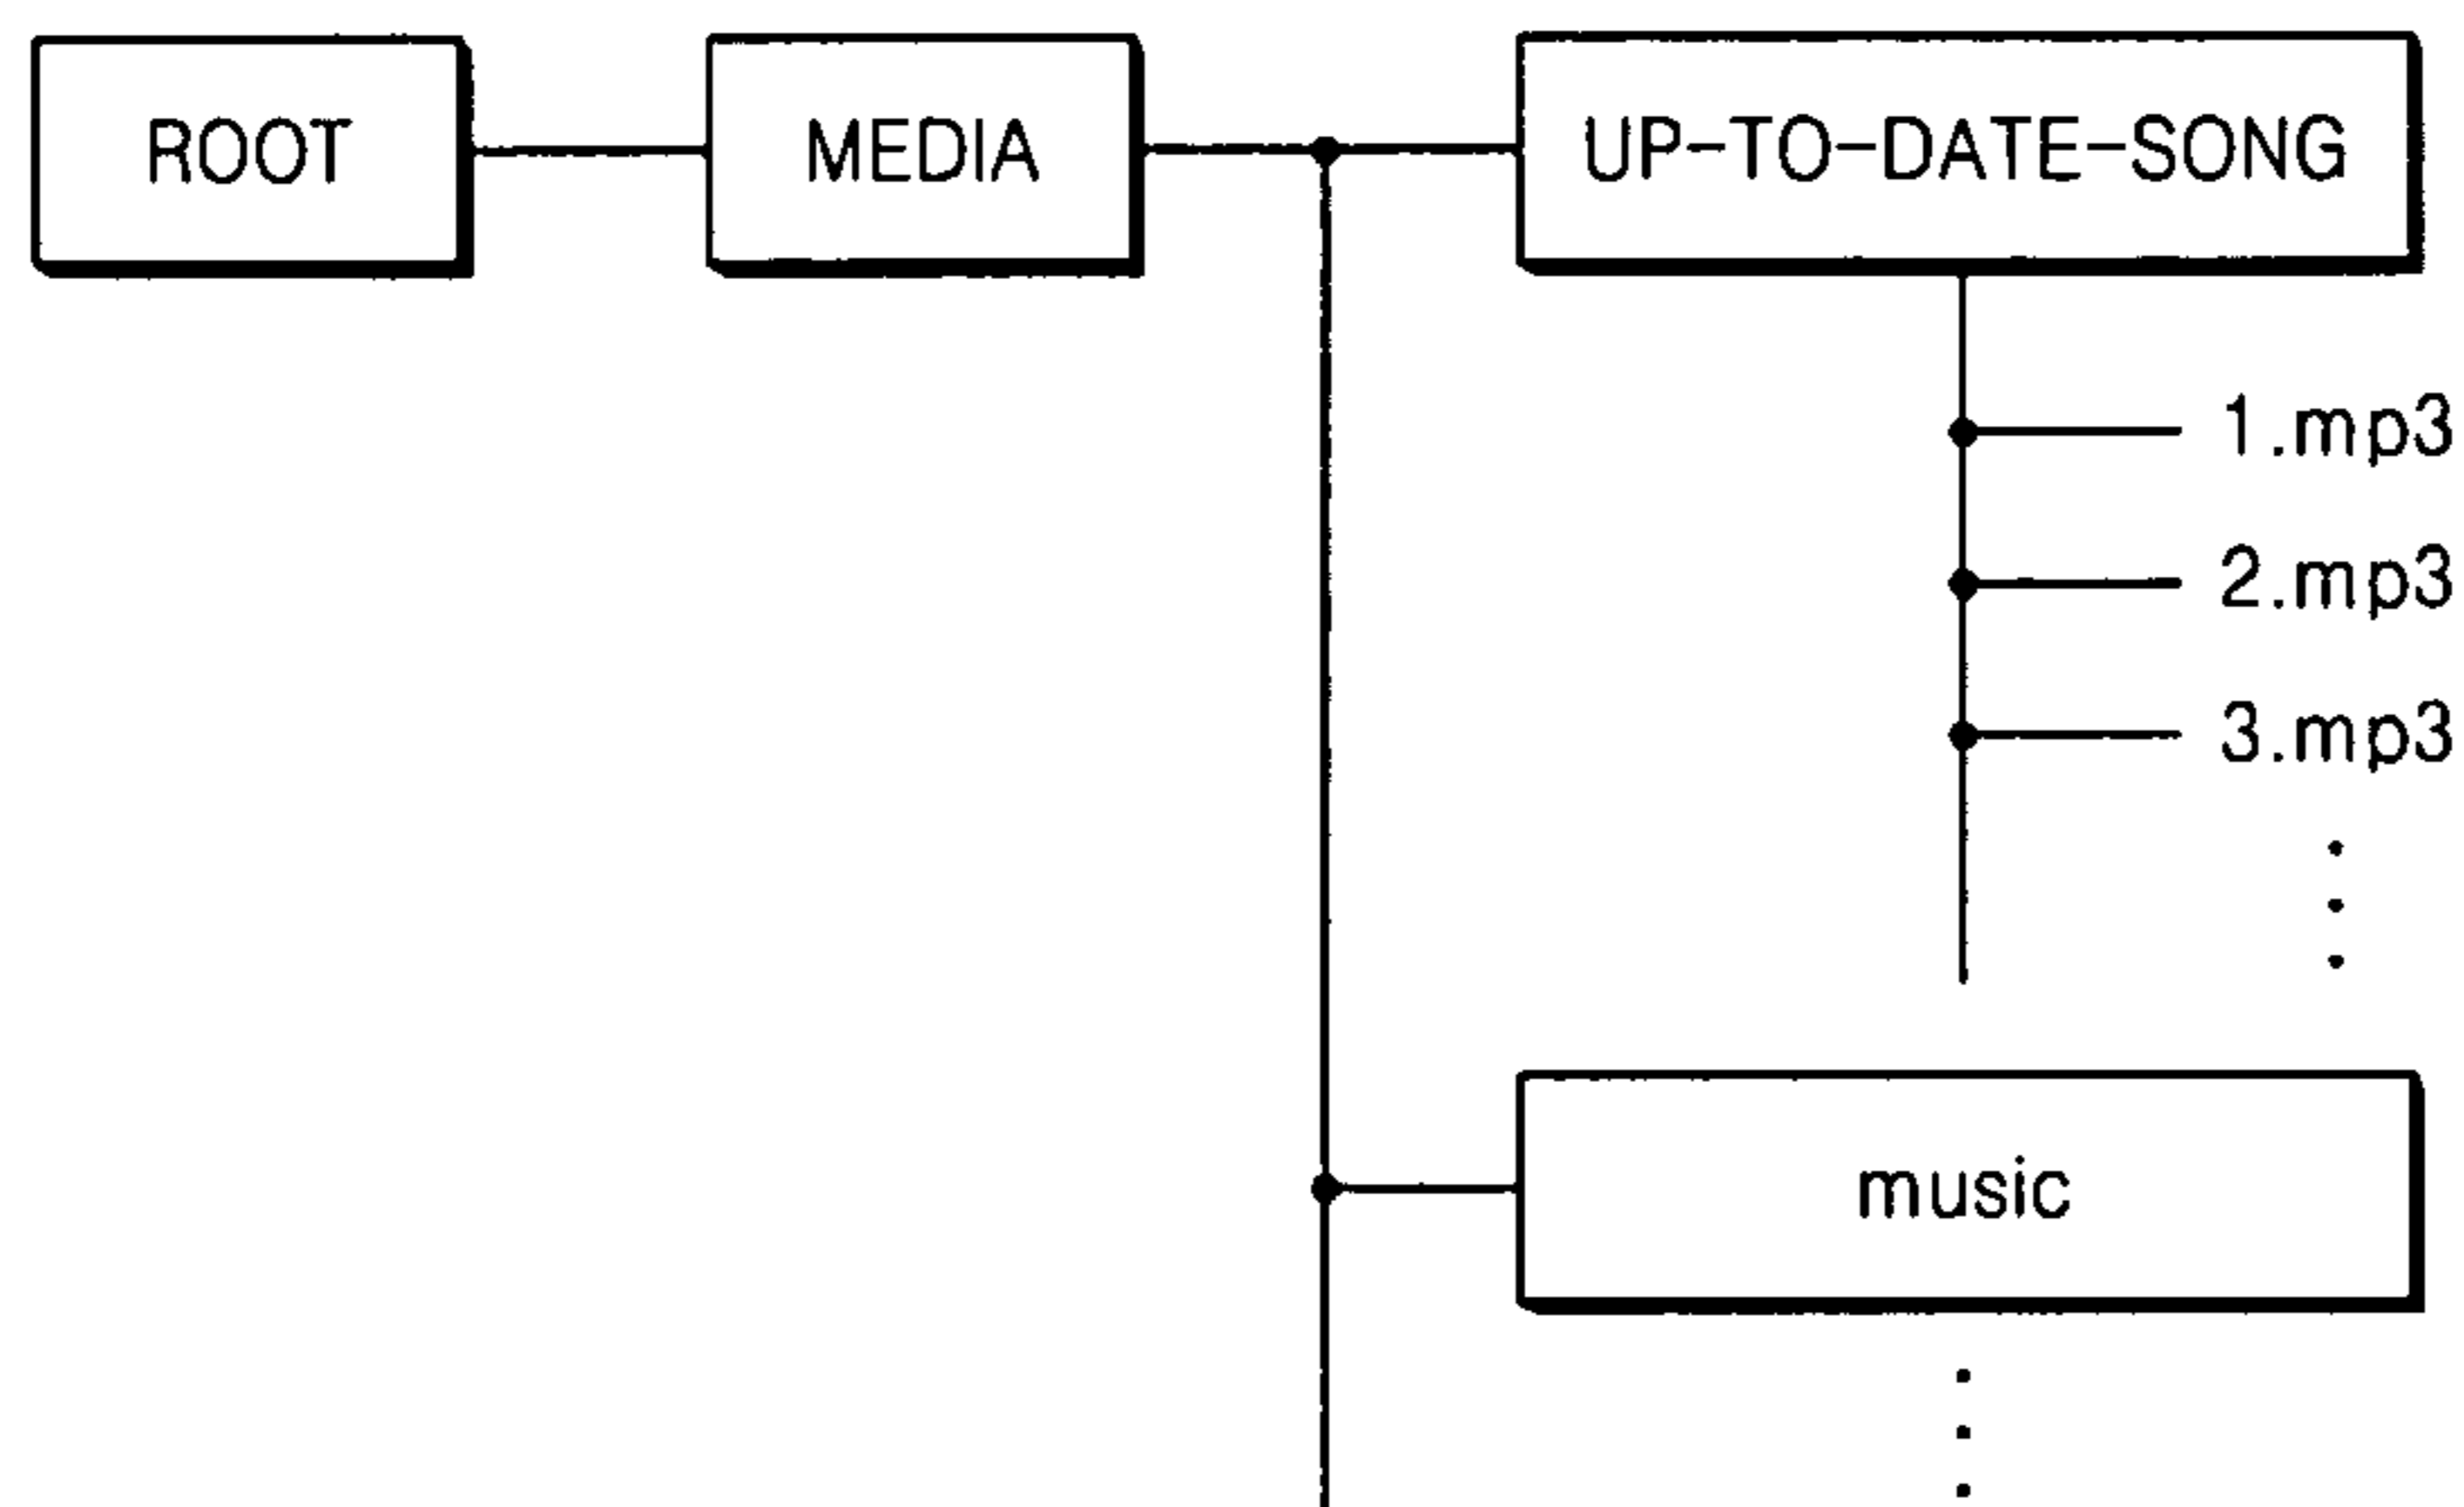 ROOT
MEDIA
UP-TO-DATE-SONG
1.mp3
2.mp3
3.mp3
music